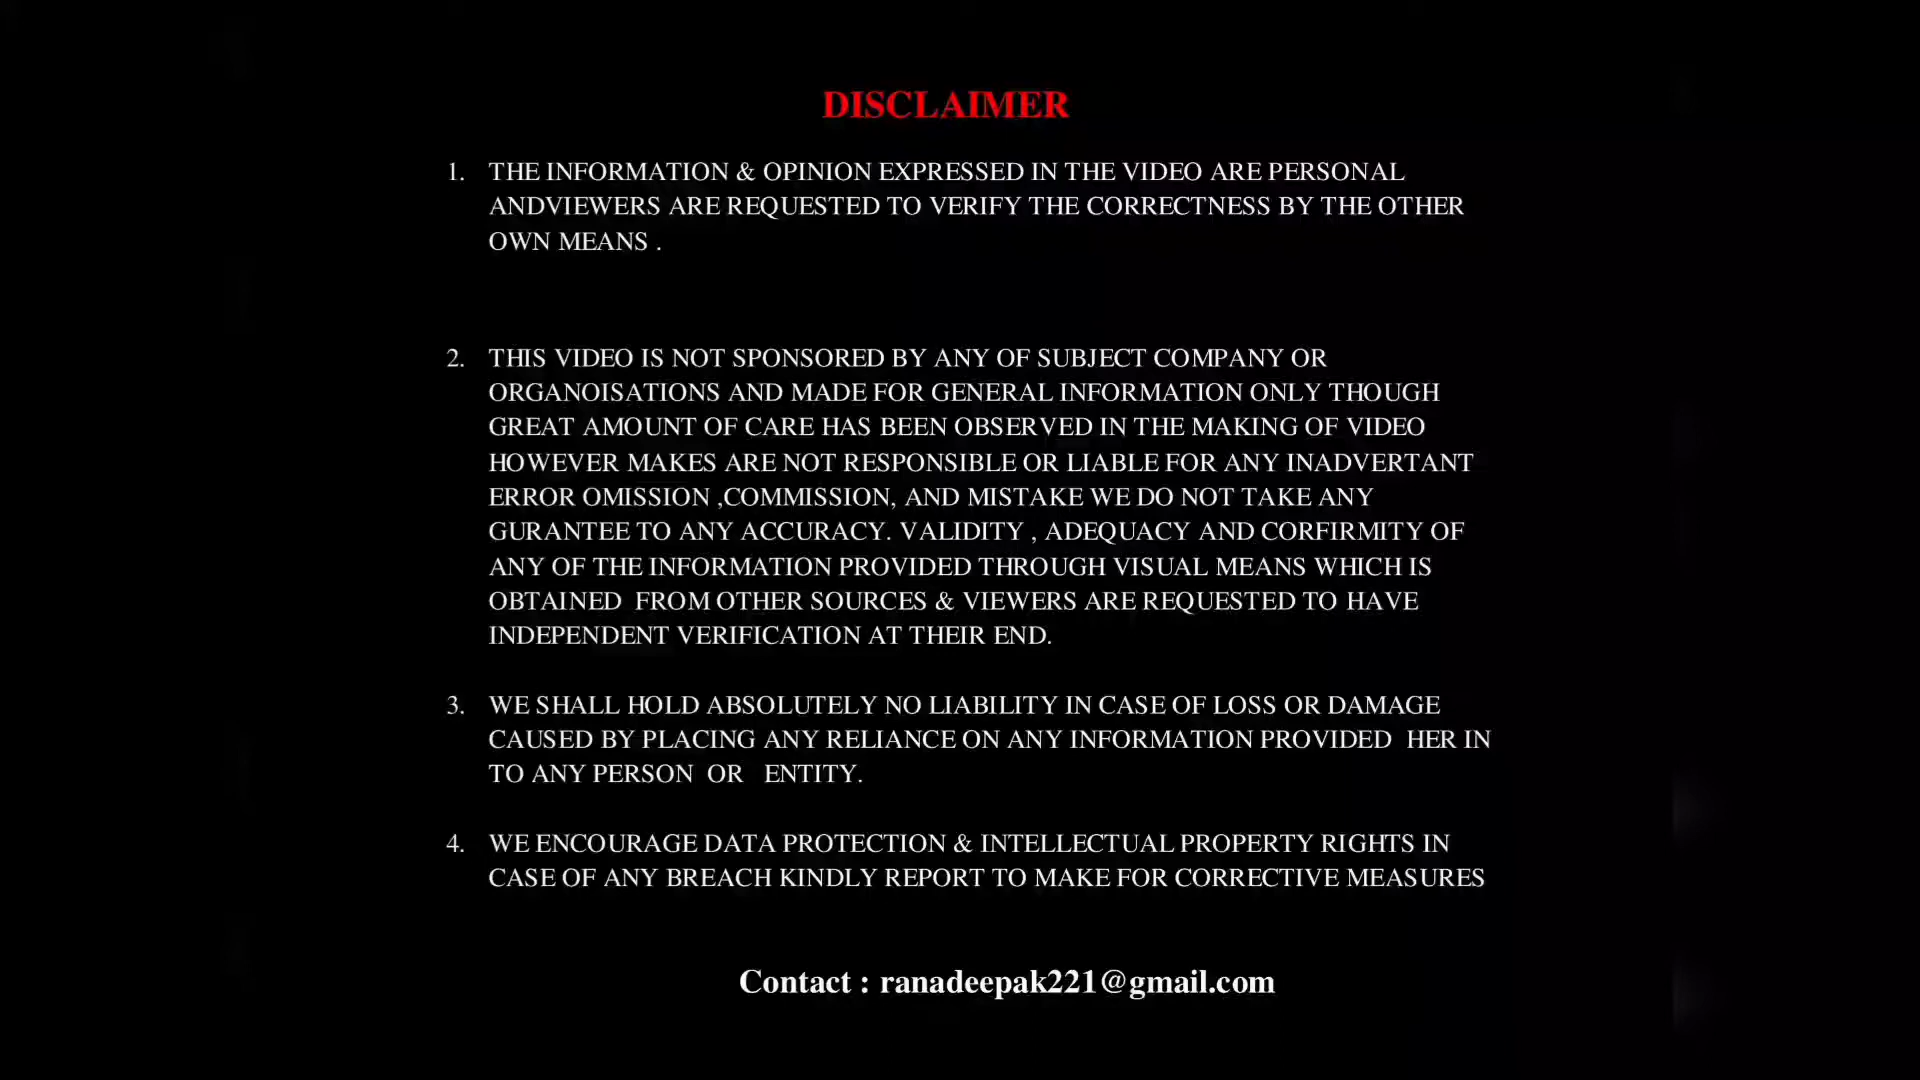 DISCLAIMER
1. THE INFORMATION & OPINION EXPRESSED IN THE VIDEO ARE PERSONAL
ANDVIEWERS ARE REQUESTED TO VERIFY THE CORRECTNESS BY THE OTHER
OWN MEANS .
2. THIS VIDEO IS NOT SPONSORED BY ANY OF SUBJECT COMPANY OR
ORGANOISATIONS AND MADE FOR GENERAL INFORMATION ONLY THOUGH
GREAT AMOUNT OF CARE HAS BEEN OBSERVED IN THE MAKING OF VIDEO
HOWEVER MAKES ARE NOT RESPONSIBLE OR LIABLE FOR ANY INADVERTANT
ERROR OMISSION ,COMMISSION, AND MISTAKE WE DO NOT TAKE ANY
GURANTEE TO ANY ACCURACY. VALIDITY , ADEQUACY AND CORFIRMITY OF
ANY OF THE INFORMATION PROVIDED THROUGH VISUAL MEANS WHICH IS
OBTAINED FROM OTHER SOURCES & VIEWERS ARE REQUESTED TO HAVE
INDEPENDENT VERIFICATION AT THEIR END.
3. WE SHALL HOLD ABSOLUTELY NO LIABILITY IN CASE OF LOSS OR DAMAGE
CAUSED BY PLACING ANY RELIANCE ON ANY INFORMATION PROVIDED HER IN
TO ANY PERSON OR ENTITY.
4. WE ENCOURAGE DATA PROTECTION & INTELLECTUAL PROPERTY RIGHTS IN
CASE OF ANY BREACH KINDLY REPORT TO MAKE FOR CORRECTIVE MEASURES
Contact : ranadeepak221@gmail.com